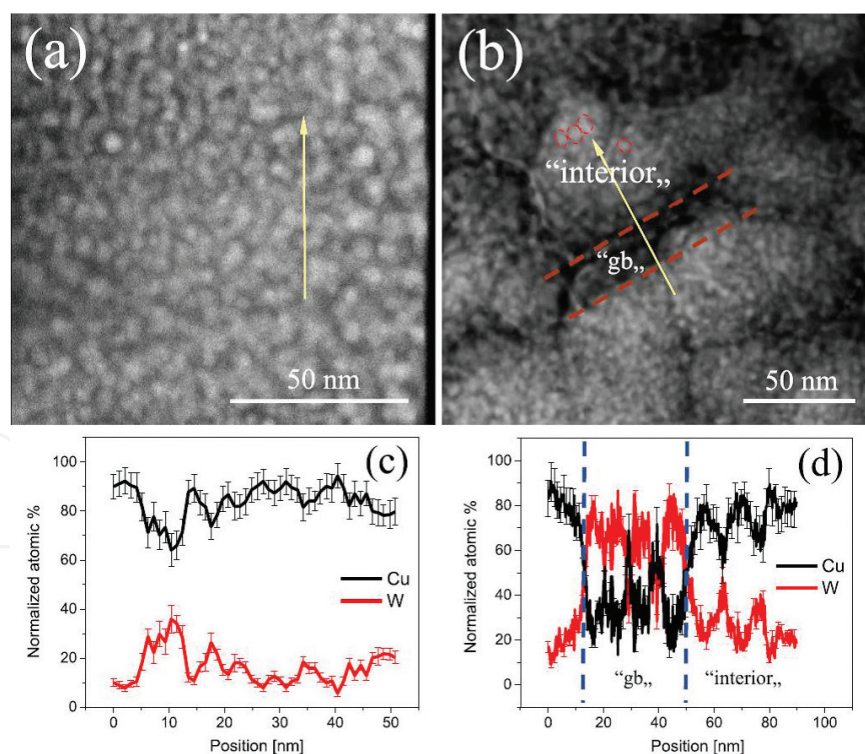 (a)
50 nm
(b)
“interior„
“gb„
50 nm
(c)
100
80
60
40
20
0
Normalized atomic %
Cu
W
0 10 20 30 40 50
Position [nm]
(d)
100
80
60
40
20
0
Normalized atomic %
Cu
W
“gb„ “interior„
0 20 40 60 80 100
Position [nm]